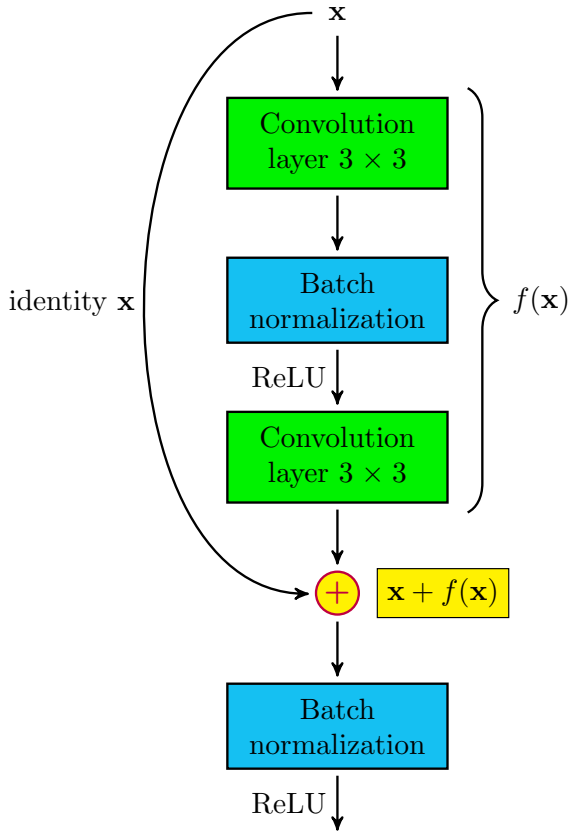 x
Convolution
layer 3 × 3
Batch
normalization
identity x
f(x)
ReLU
Convolution
layer 3 × 3
+
x + f(x)
Batch
normalization
ReLU